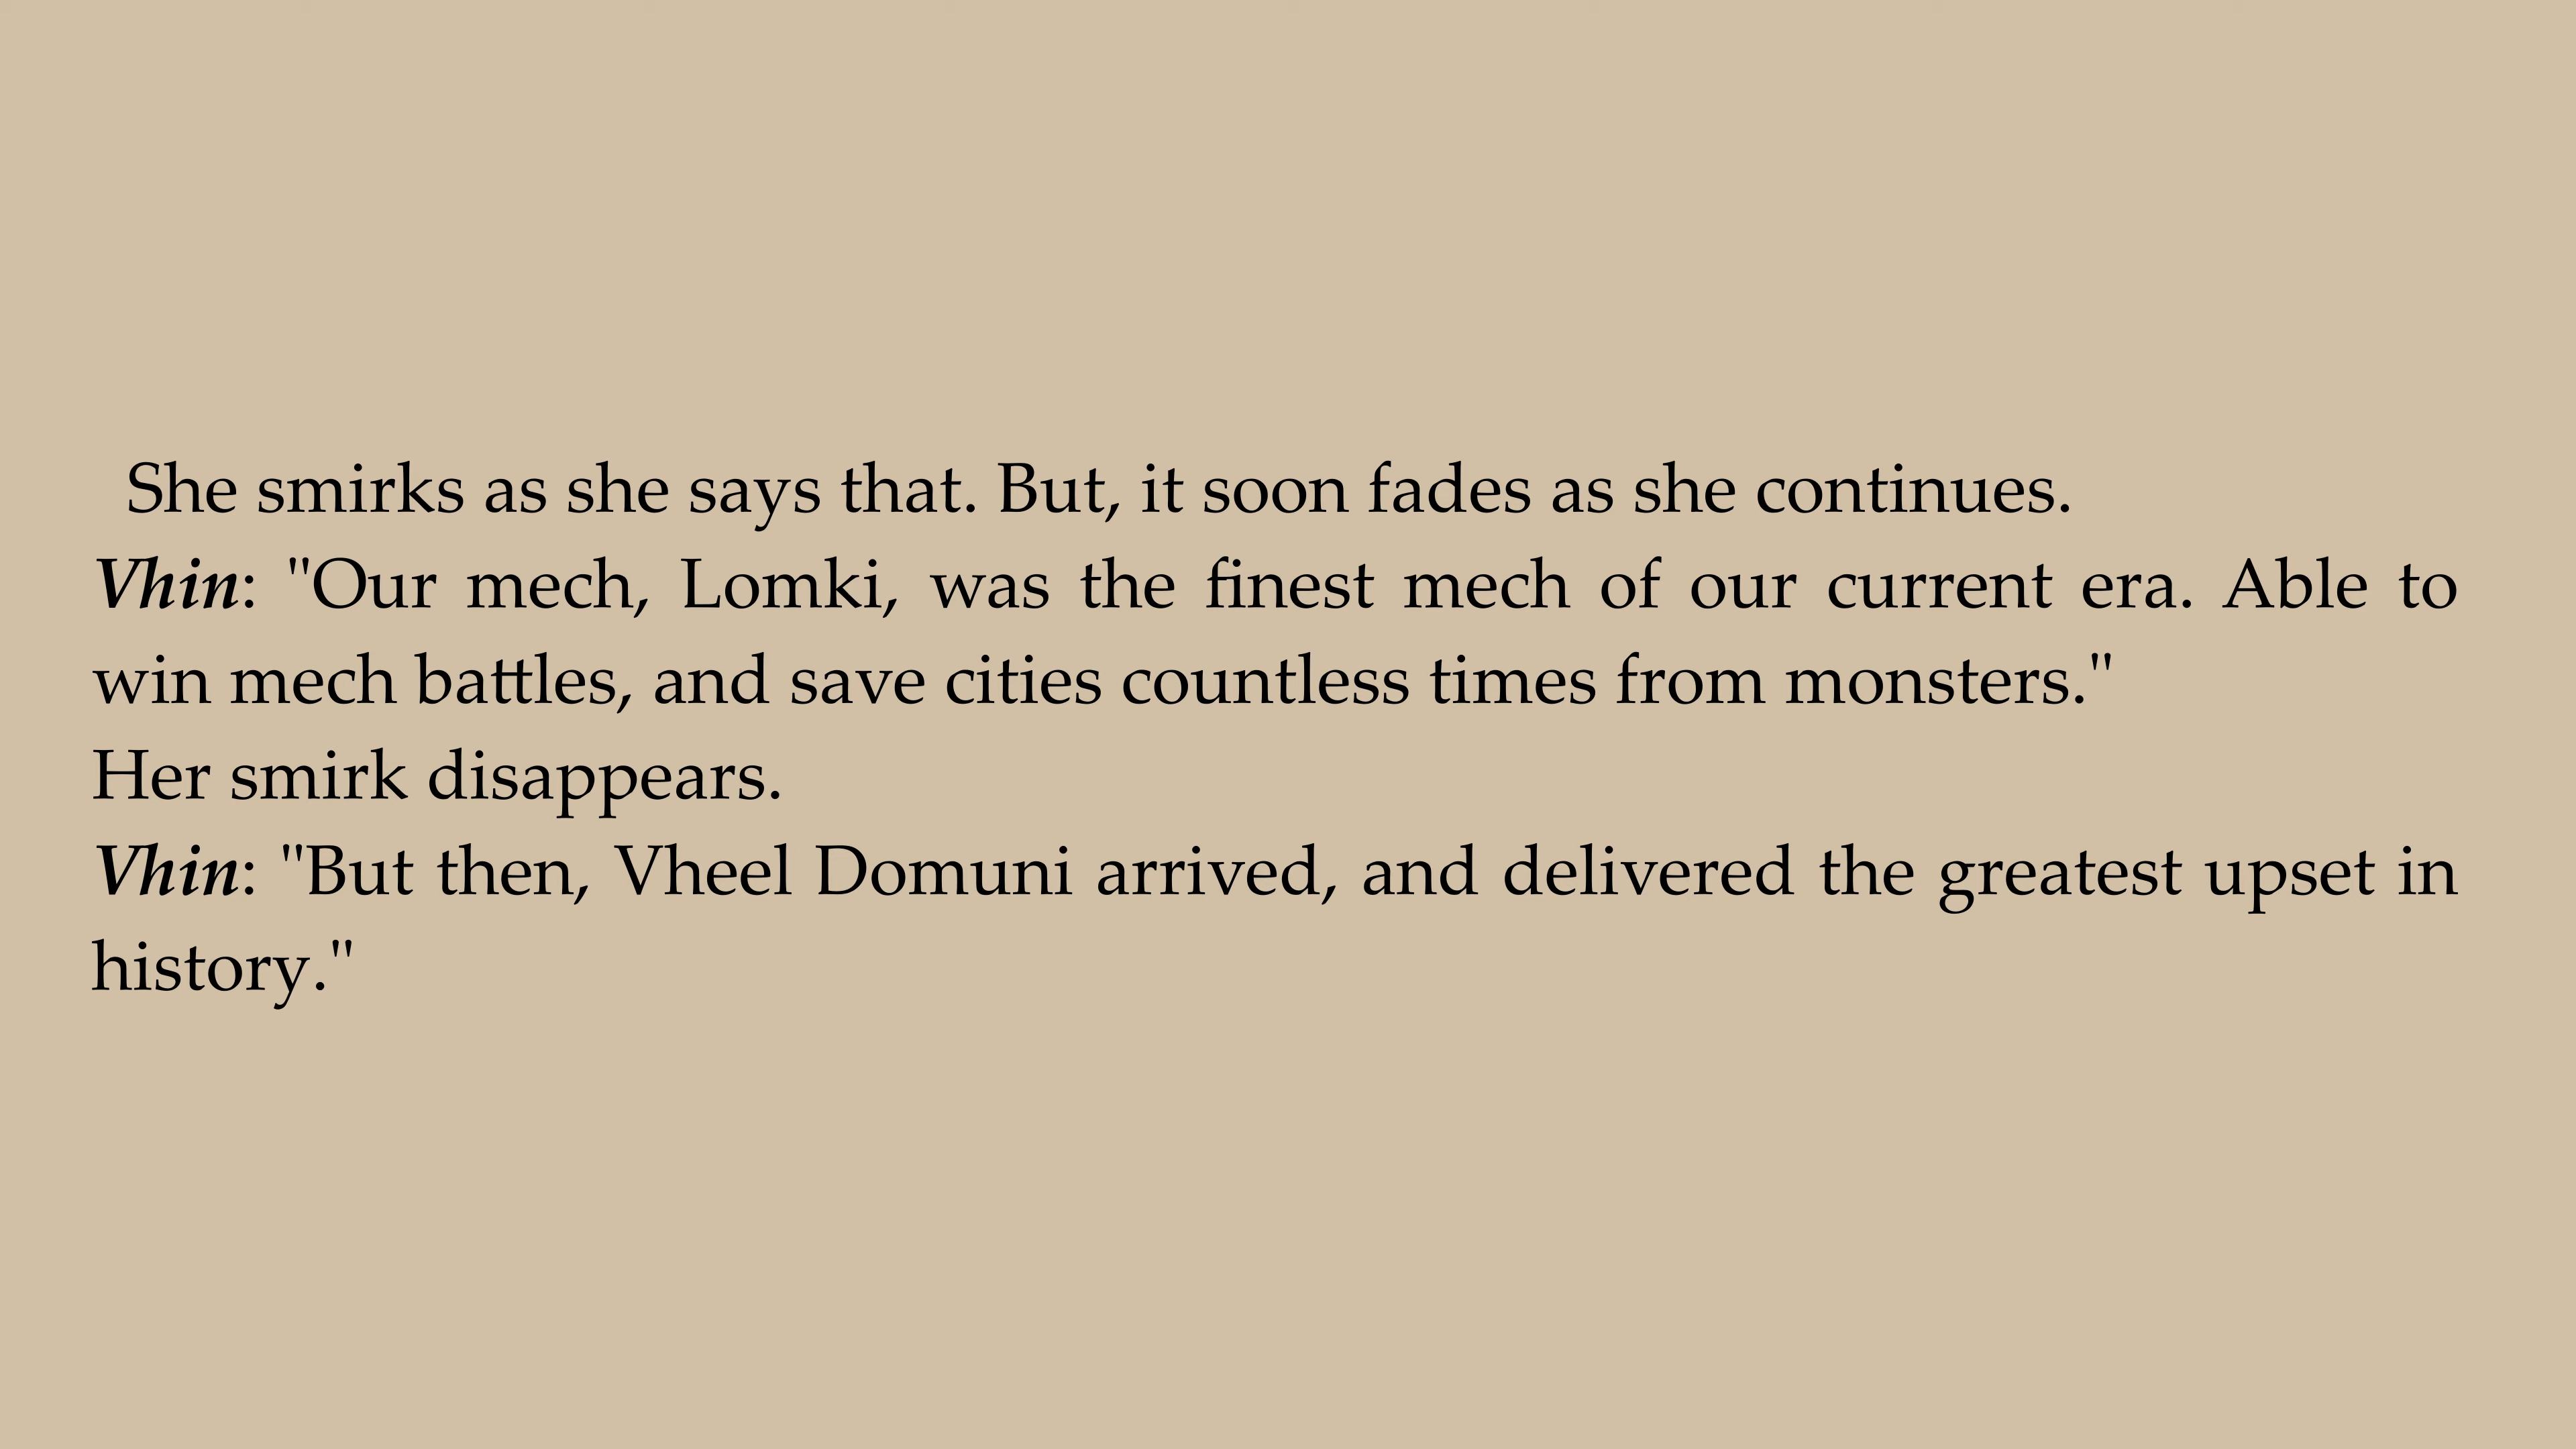 She smirks as she says that. But, it soon fades as she continues.
Vhin: "Our mech, Lomki, was the finest mech of our current era. Able to
win mech battles, and save cities countless times from monsters."
Her smirk disappears.
Vhin: "But then, Vheel Domuni arrived, and delivered the greatest upset in
history."